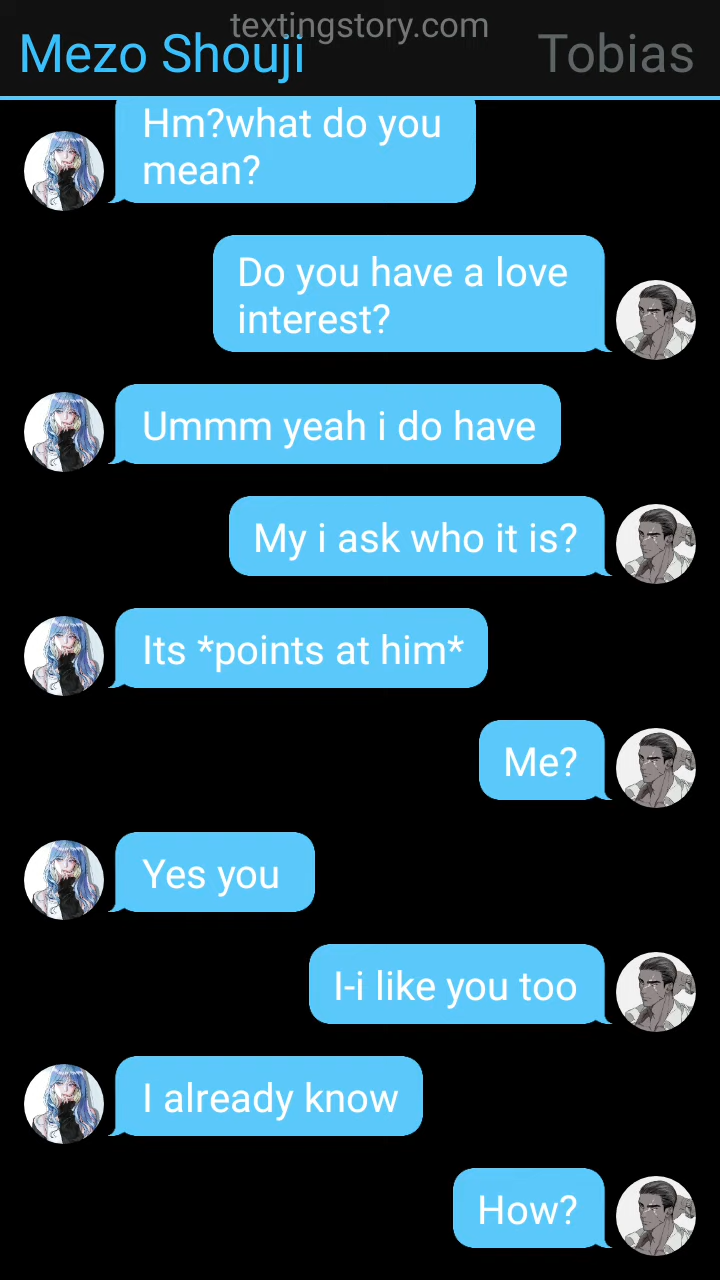 textingstory.com
Mezo Shouji
Tobias
Hm?what do you
mean?
Do you have a love
interest?
Ummm yeah i do have
My i ask who it is?
Its *points at him*
Me?
Yes you
I-i like you too
I already know
How?